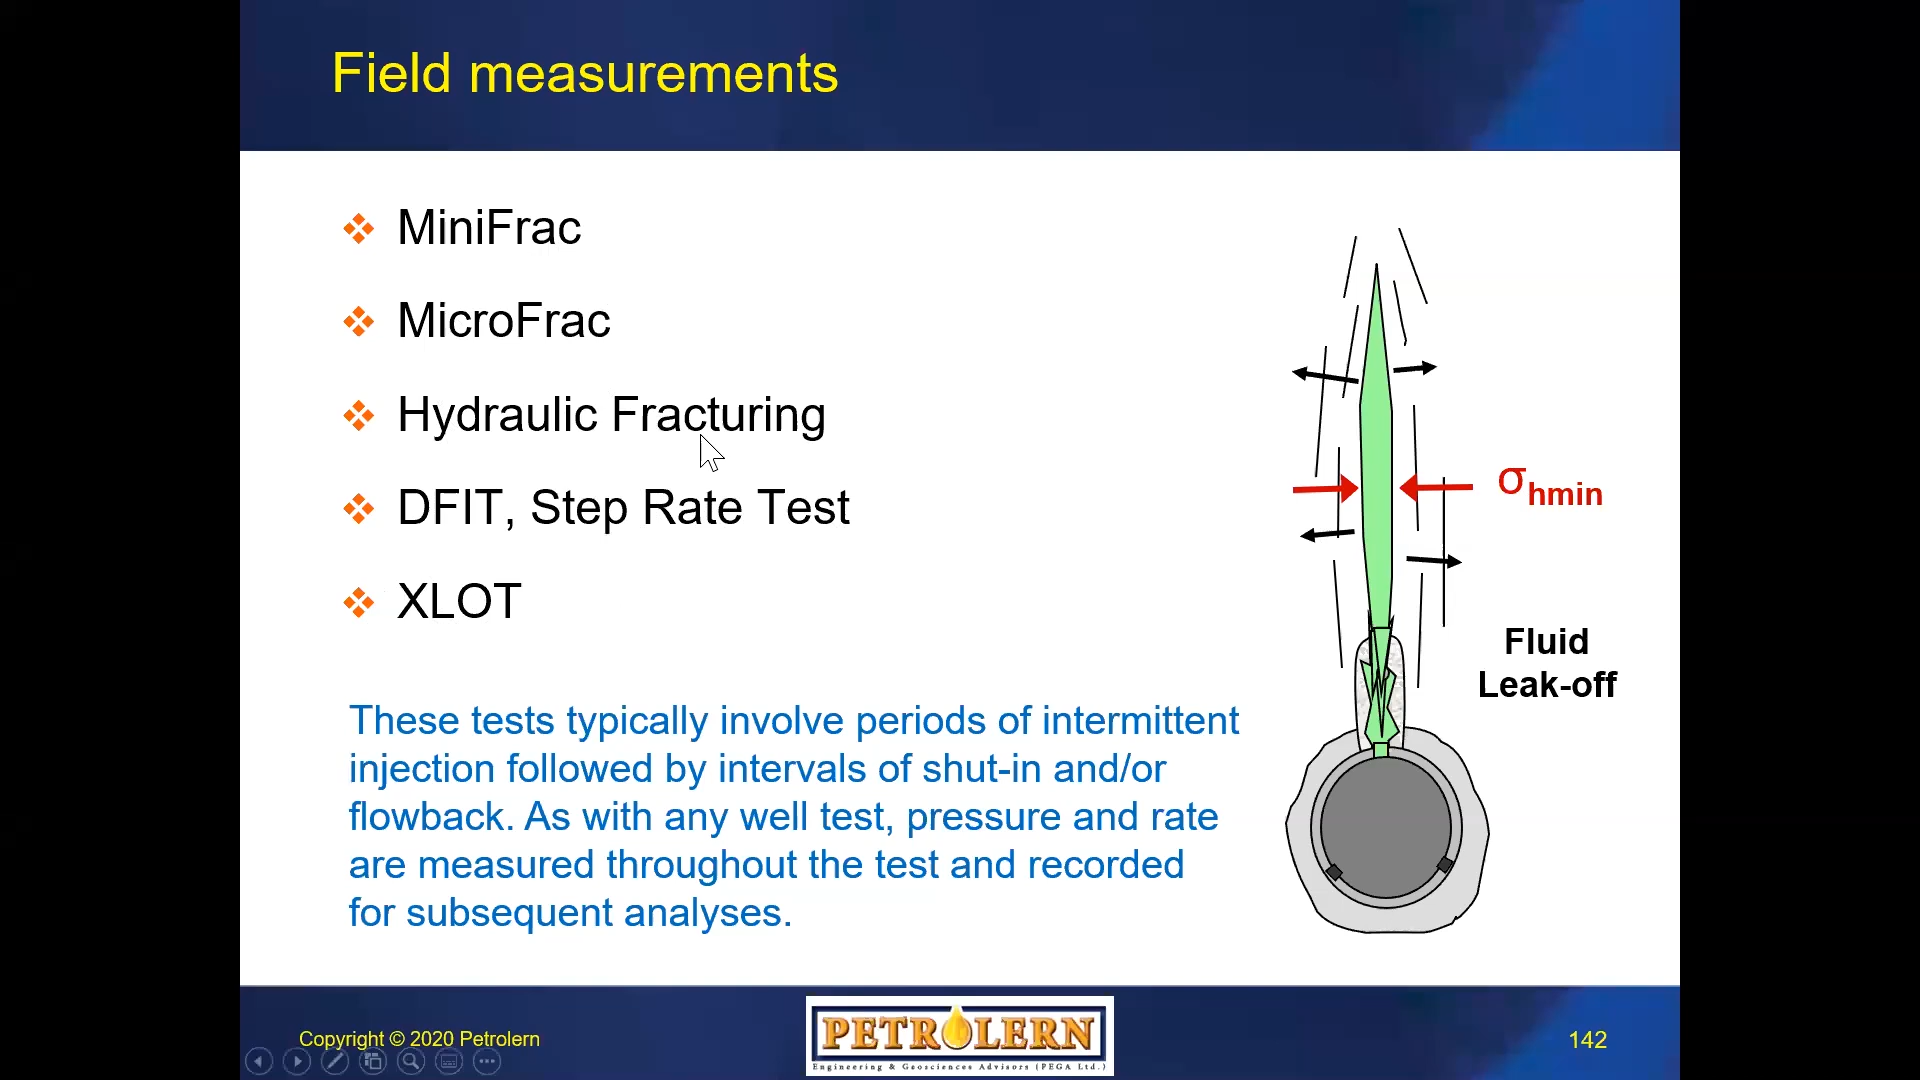 Field measurements
MiniFrac
MicroFrac
Hydraulic Fracturing
DFIT, Step Rate Test
XLOT
σhmin
Fluid
Leak-off
These tests typically involve periods of intermittent
injection followed by intervals of shut-in and/or
flowback. As with any well test, pressure and rate
are measured throughout the test and recorded
for subsequent analyses.
Copyright © 2020 Petrolern
PETROLERN
Engineering & Geosciences Advisors (PEGA Ltd.)
142